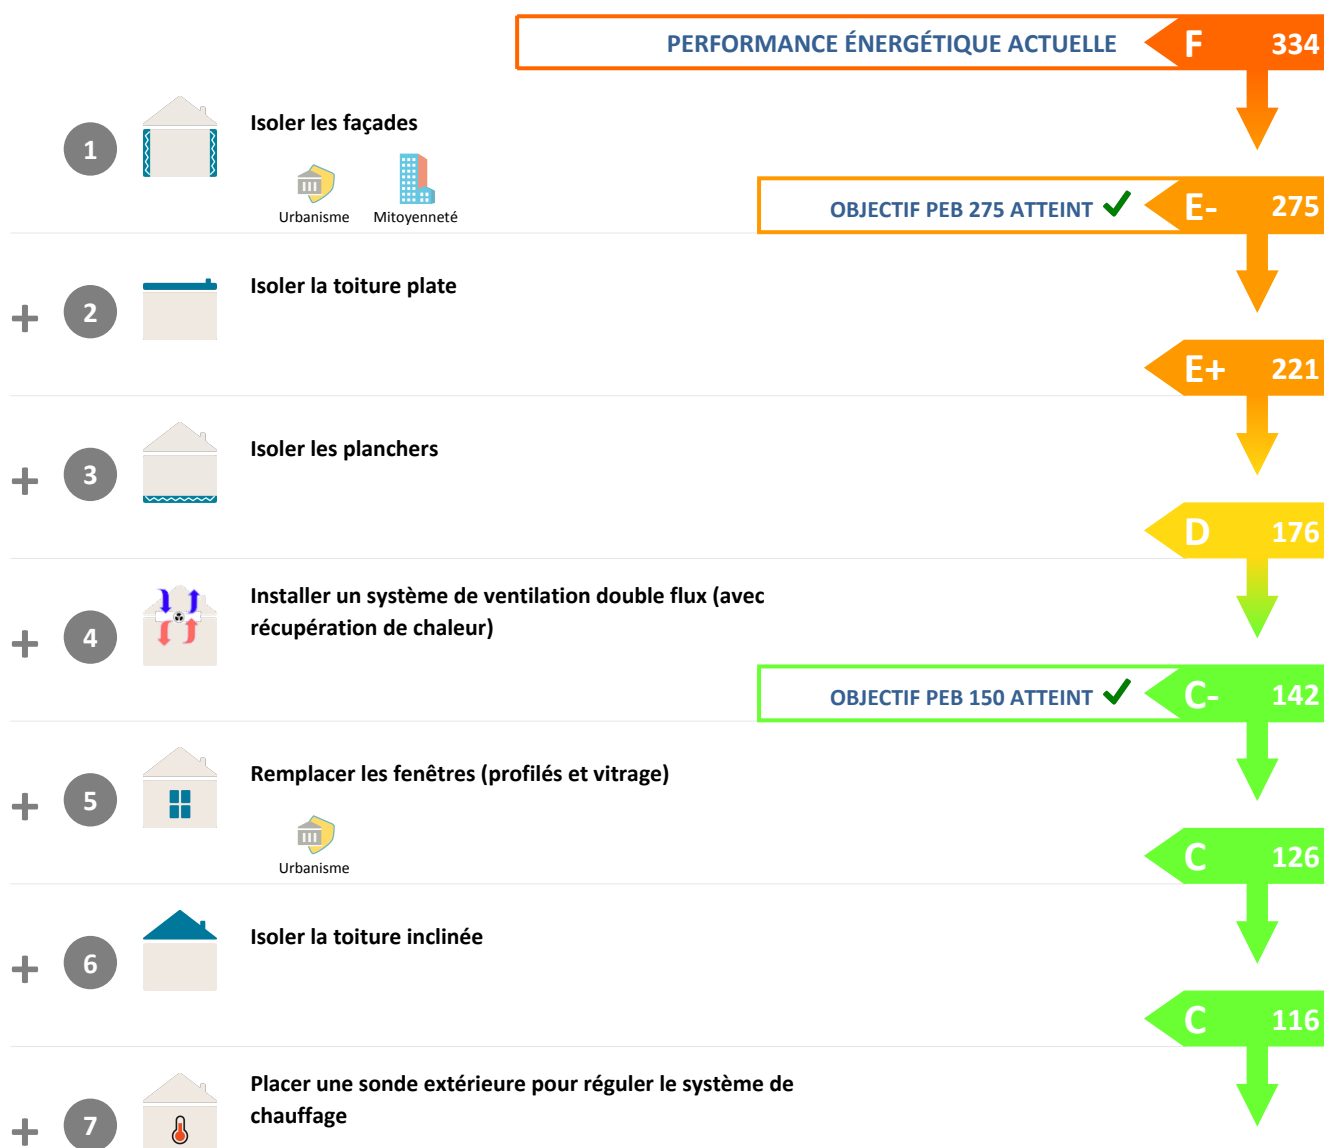 PERFORMANCE ÉNERGÉTIQUE ACTUELLE F 334
1 Isoler les façades
Urbanisme Mitoyenneté
OBJECTIF PEB 275 ATTEINT E- 275
+ 2 Isoler la toiture plate
E+ 221
+ 3 Isoler les planchers
D 176
+ 4 Installer un système de ventilation double flux (avec
récupération de chaleur)
OBJECTIF PEB 150 ATTEINT C- 142
+ 5 Remplacer les fenêtres (profilés et vitrage)
Urbanisme
C 126
+ 6 Isoler la toiture inclinée
C 116
+ 7 Placer une sonde extérieure pour réguler le système de
chauffage